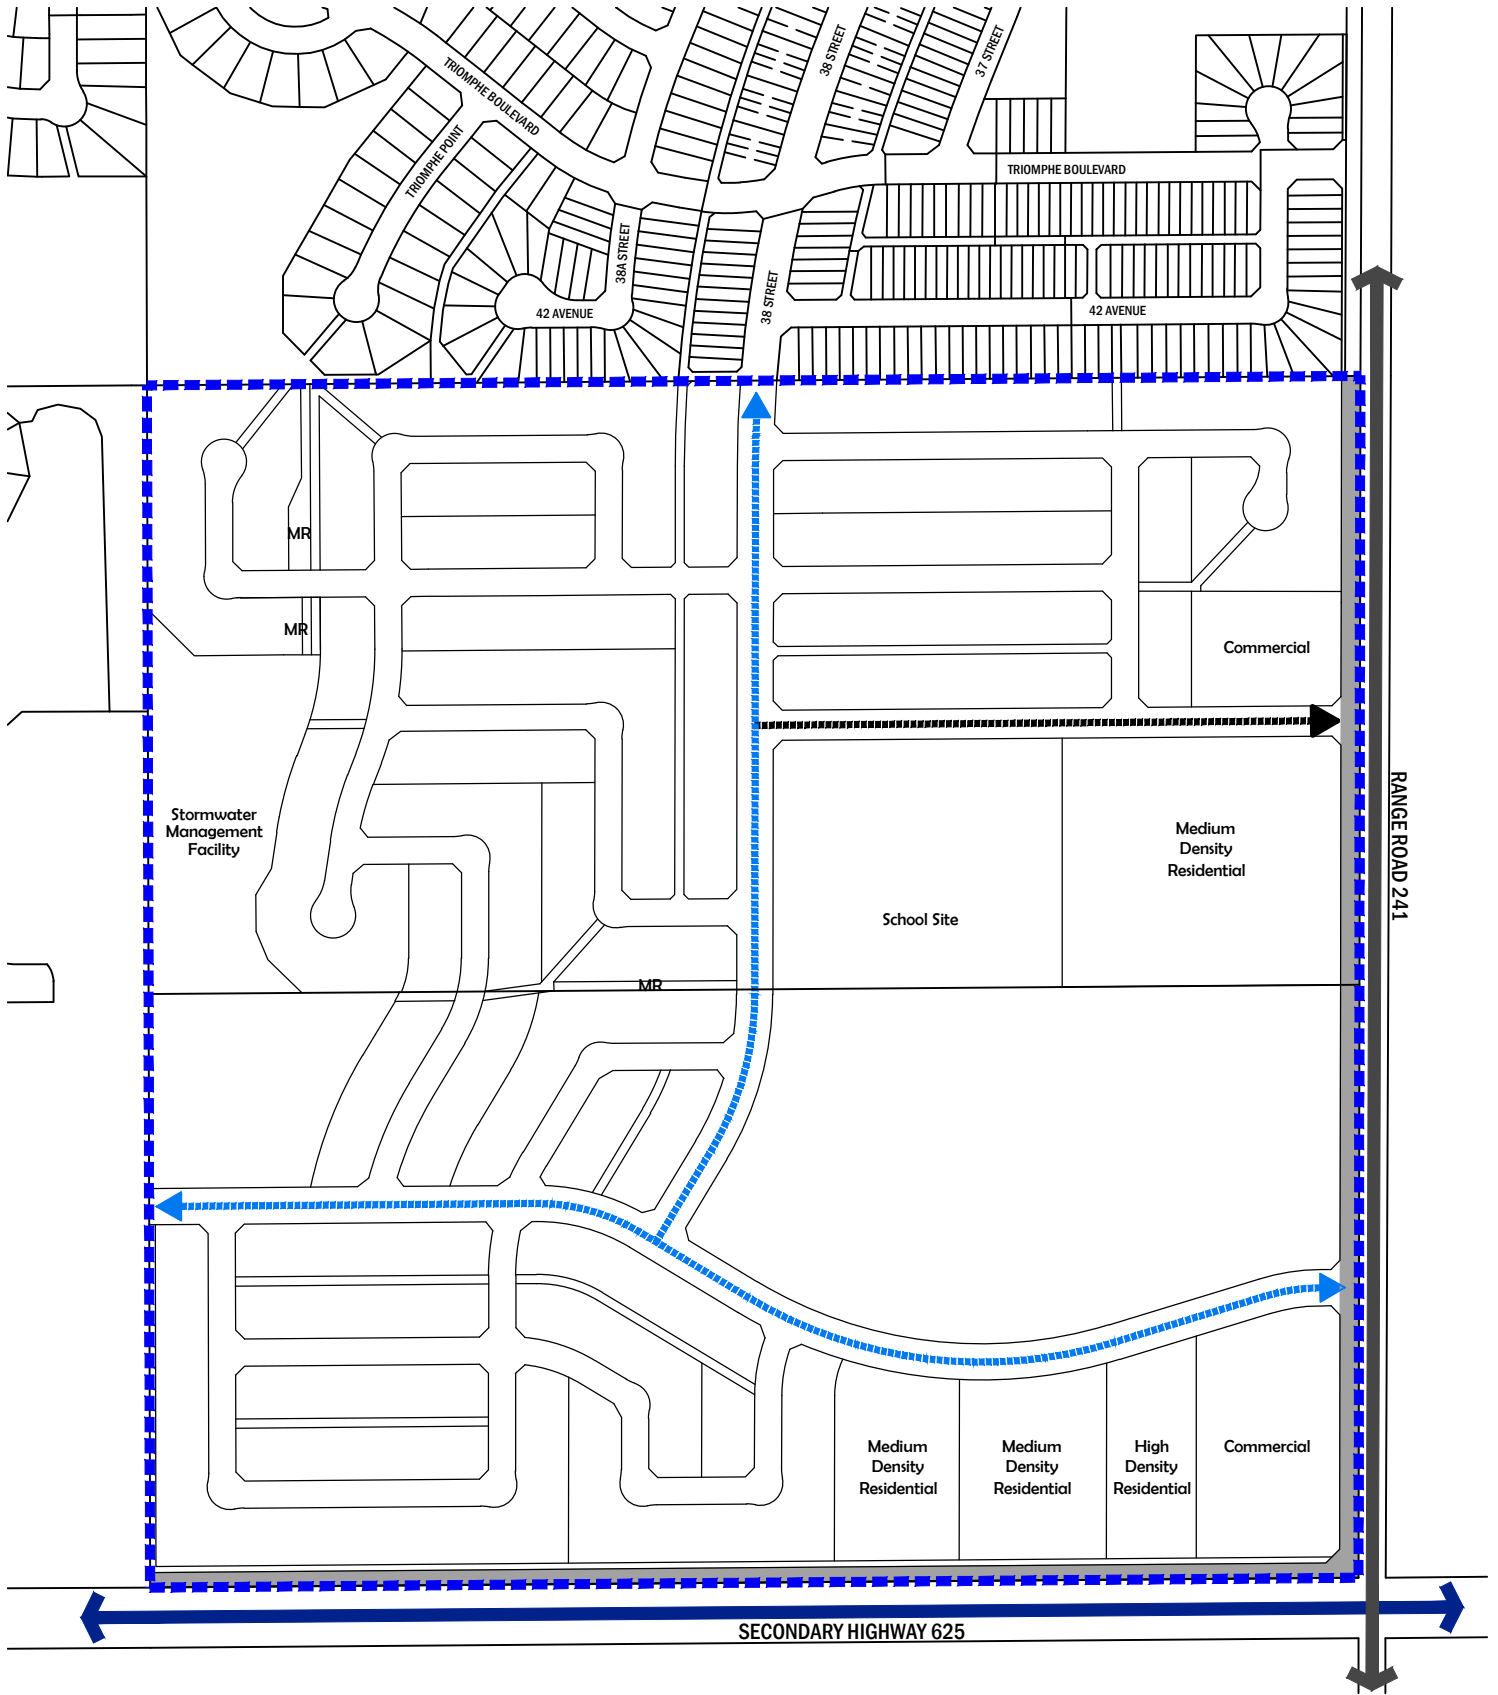 38 STREET
37 STREET
TRIOMPHE BOULEVARD
TRIOMPHE POINT
TRIOMPHE BOULEVARD
38A STREET
38 STREET
42 AVENUE
42 AVENUE
MR
MR
Commercial
Stormwater
Management
Facility
Medium
Density
Residential
RANGE ROAD 241
School Site
MR
Medium
Density
Residential
Medium
Density
Residential
High
Density
Residential
Commercial
SECONDARY HIGHWAY 625